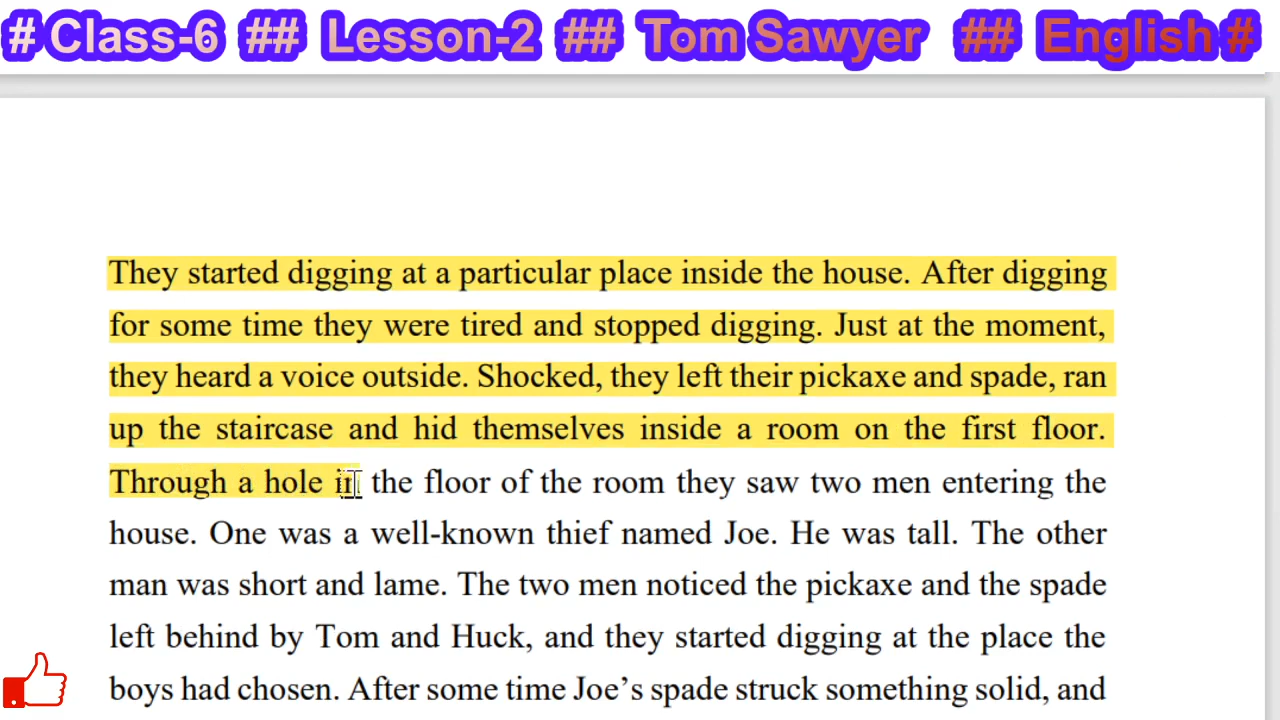 # Class-6 ## Lesson-2 ## Tom Sawyer ## English #
They started digging at a particular place inside the house. After digging
for some time they were tired and stopped digging. Just at the moment,
they heard a voice outside. Shocked, they left their pickaxe and spade, ran
up the staircase and hid themselves inside a room on the first floor.
Through a hole in the floor of the room they saw two men entering the
house. One was a well-known thief named Joe. He was tall. The other
man was short and lame. The two men noticed the pickaxe and the spade
left behind by Tom and Huck, and they started digging at the place the
boys had chosen. After some time Joe’s spade struck something solid, and